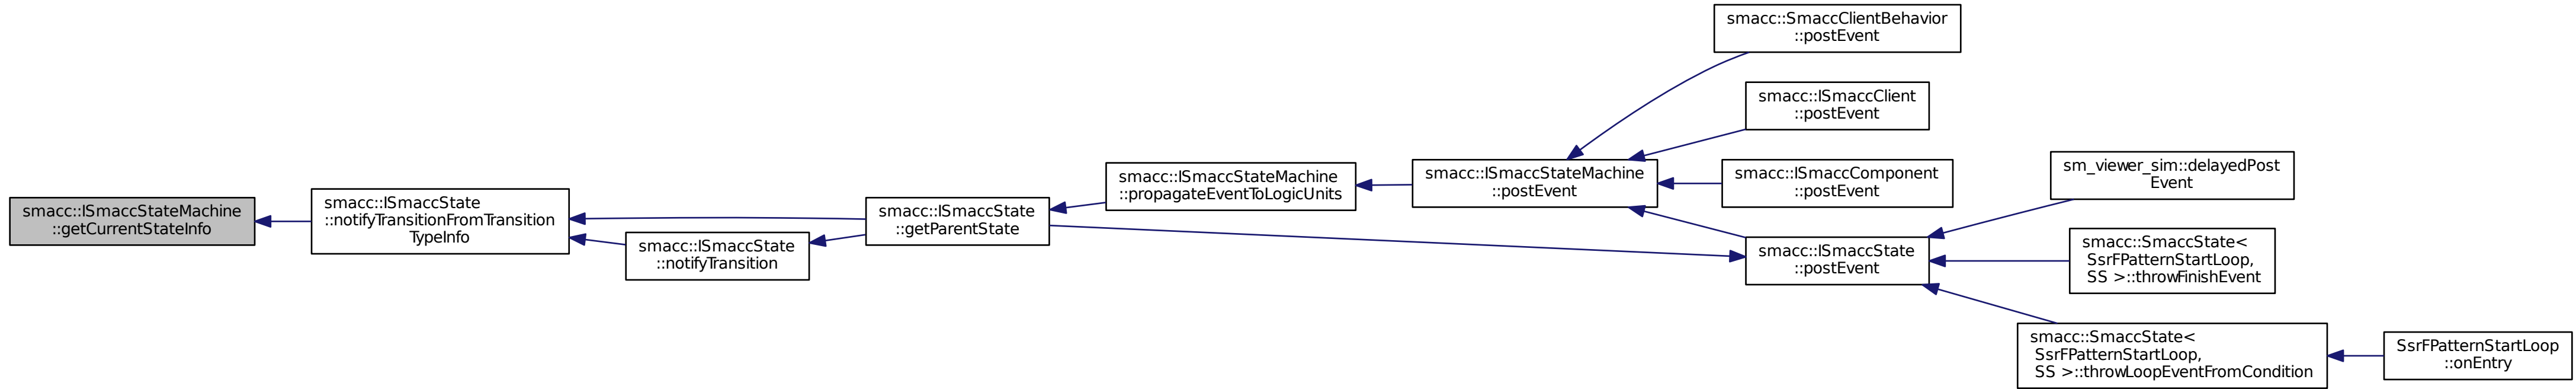 smacc::ISmaccStateMachine
::getCurrentStateInfo
smacc::ISmaccState
::notifyTransitionFromTransition
TypeInfo
smacc::ISmaccState
::notifyTransition
smacc::ISmaccState
::getParentState
smacc::ISmaccStateMachine
::propagateEventToLogicUnits
smacc::ISmaccStateMachine
::postEvent
smacc::SmaccClientBehavior
::postEvent
smacc::ISmaccClient
::postEvent
smacc::ISmaccComponent
::postEvent
smacc::ISmaccState
::postEvent
sm_viewer_sim::delayedPost
Event
smacc::SmaccState<
SsrFPatternStartLoop,
SS >::throwFinishEvent
smacc::SmaccState<
SsrFPatternStartLoop,
SS >::throwLoopEventFromCondition
SsrFPatternStartLoop
::onEntry